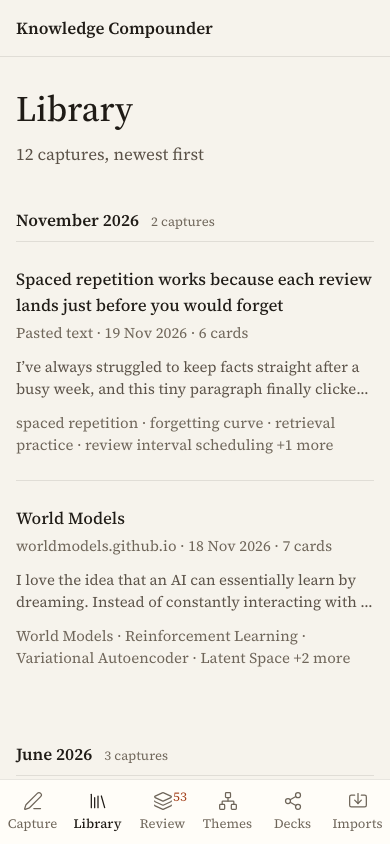 Knowledge Compounder
Library
12 captures, newest first
November 2026 2 captures
Spaced repetition works because each review
lands just before you would forget
Pasted text · 19 Nov 2026 · 6 cards
I’ve always struggled to keep facts straight after a
busy week, and this tiny paragraph finally clicke…
spaced repetition · forgetting curve · retrieval
practice · review interval scheduling +1 more
World Models
worldmodels.github.io · 18 Nov 2026 · 7 cards
I love the idea that an AI can essentially learn by
dreaming. Instead of constantly interacting with …
World Models · Reinforcement Learning ·
Variational Autoencoder · Latent Space +2 more
June 2026 3 captures
53
Capture Library Review Themes Decks Imports